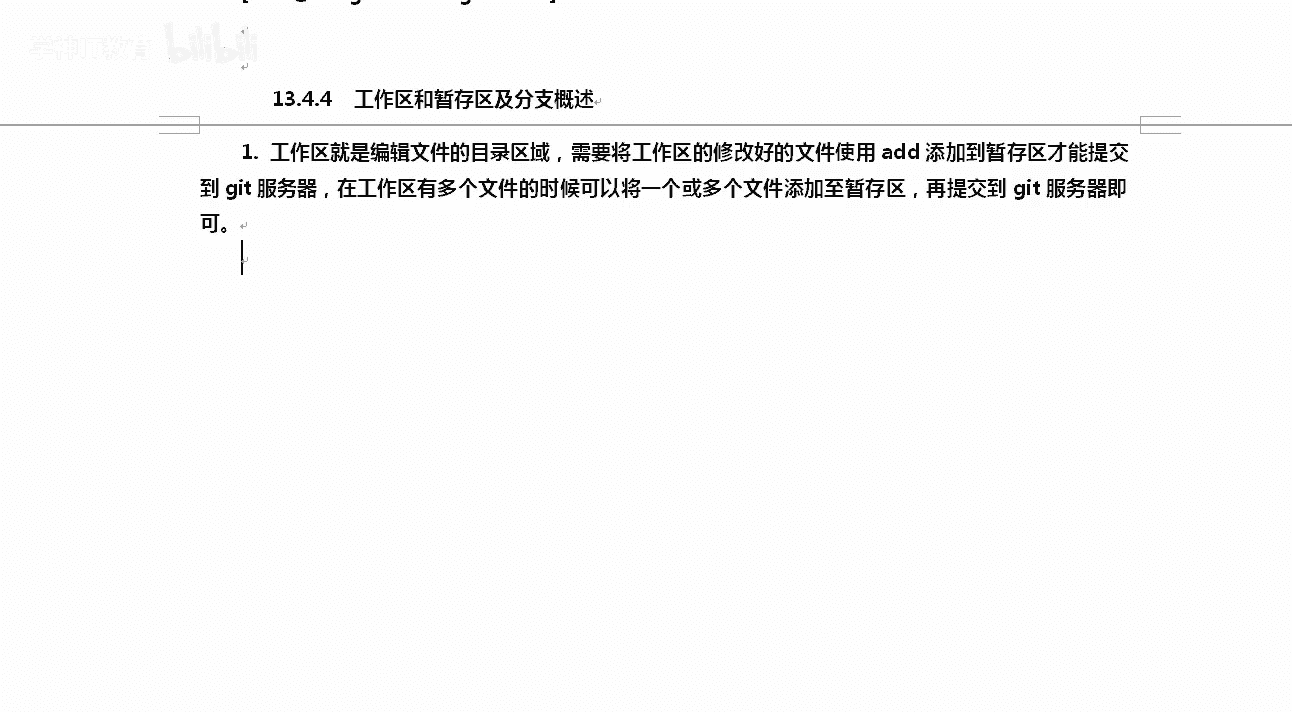 bilibili
13.4.4 工作区和暂存区及分支概述
1. 工作区就是编辑文件的目录区域，需要将工作区的修改好的文件使用 add 添加到暂存区才能提交
到 git 服务器，在工作区有多个文件的时候可以将一个或多个文件添加至暂存区，再提交到 git 服务器即
可。